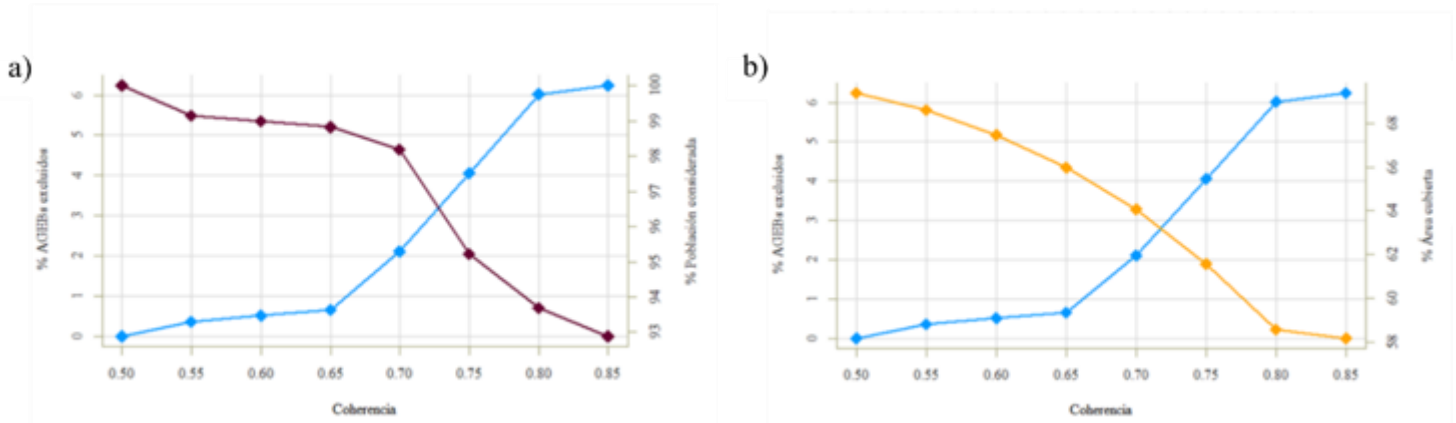 a)
% AGEBs excluidos
6
5
4
3
2
1
0
100
99
98
97
96
95
94
93
% Población considerada
0.50 0.55 0.60 0.65 0.70 0.75 0.80 0.85
Coherencia
b)
% AGEBs excluidos
6
5
4
3
2
1
0
68
66
64
62
60
58
% Área cubierta
0.50 0.55 0.60 0.65 0.70 0.75 0.80 0.85
Coherencia